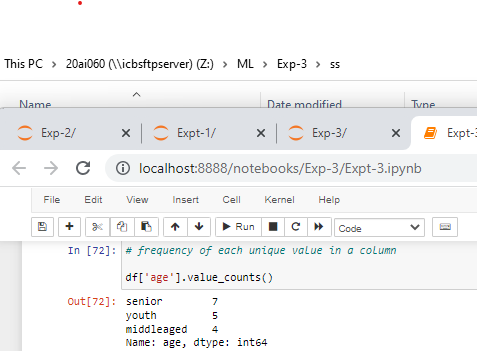 This PC > 20ai060 (\\icbsftpserver) (Z:) > ML > Exp-3 > ss
Name Date modified Type
Exp-2/ Expt-1/ Exp-3/ Expt-3
localhost:8888/notebooks/Exp-3/Expt-3.ipynb
File Edit View Insert Cell Kernel Help
Run Code
In [72]: # frequency of each unique value in a column
df['age'].value_counts()
Out[72]: senior 7
youth 5
middleaged 4
Name: age, dtype: int64